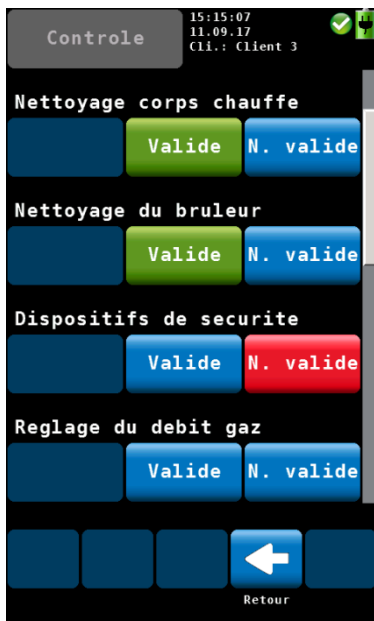 Controle
15:15:07
11.09.17
Cli.: Client 3
Nettoyage corps chauffe
Valide N. valide
Nettoyage du bruleur
Valide N. valide
Dispositifs de securite
Valide N. valide
Reglage du debit gaz
Valide N. valide
Retour